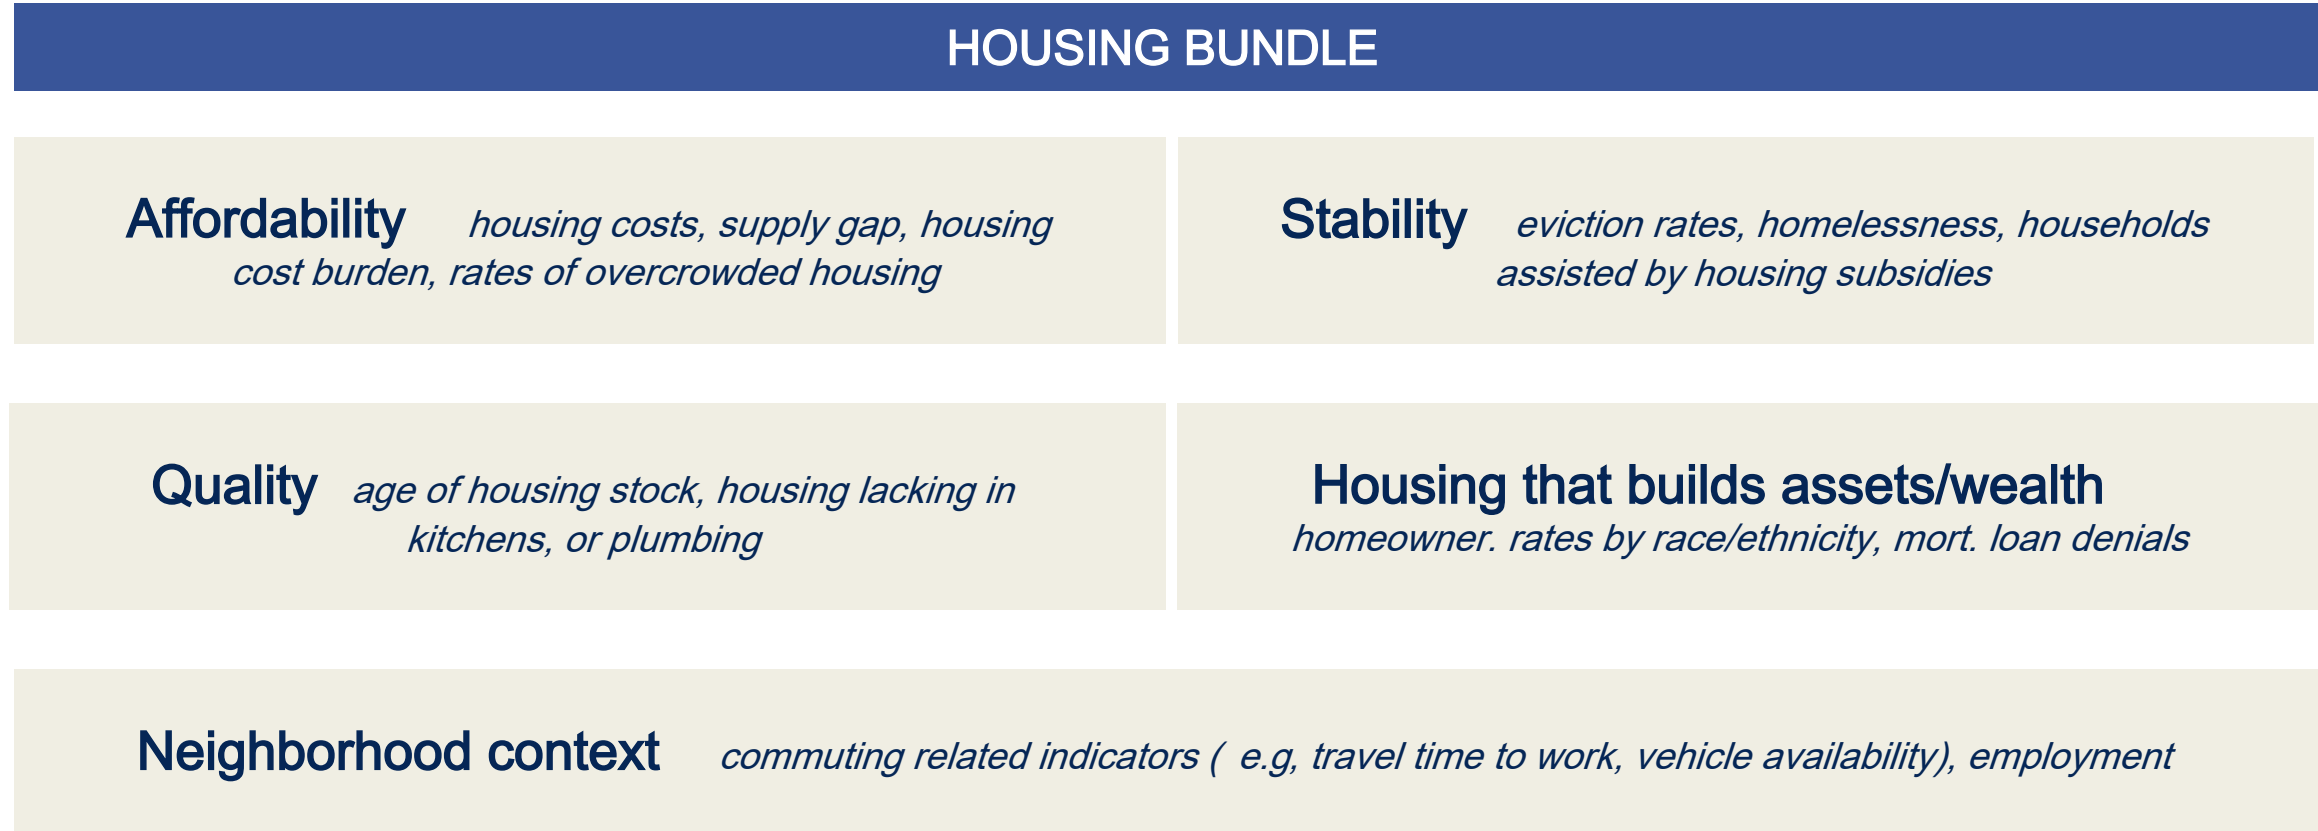 HOUSING BUNDLE
Affordability housing costs, supply gap, housing
cost burden, rates of overcrowded housing
Stability eviction rates, homelessness, households
assisted by housing subsidies
Quality age of housing stock, housing lacking in
kitchens, or plumbing
Housing that builds assets/wealth
homeowner. rates by race/ethnicity, mort. loan denials
Neighborhood context commuting related indicators ( e.g, travel time to work, vehicle availability), employment